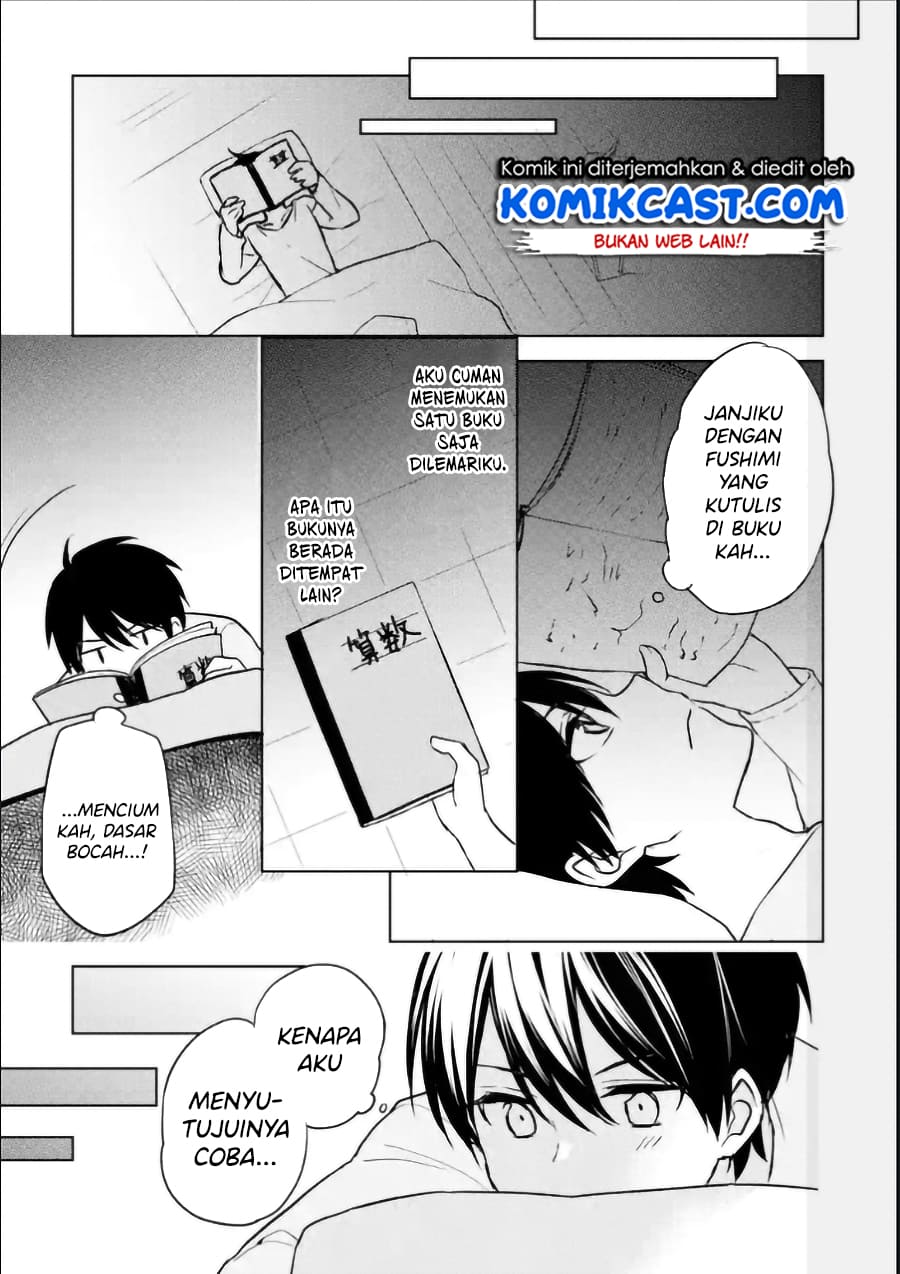 Komik ini diterjemahkan & diedit oleh
KOMIKCAST.COM
BUKAN WEB LAIN!!
JANJIKU
DENGAN
FUSHIMI
YANG
KUTULIS
DI BUKU
KAH...
AKU CUMAN
MENEMUKAN
SATU BUKU
SAJA
DILEMARIKU.
APA ITU
BUKUNYA
BERADA
DITEMPAT
LAIN?
算数
算数
...MENCIUM
KAH, DASAR
BOCAH...!
KENAPA
AKU
MENYU-
TUJUINYA
COBA...